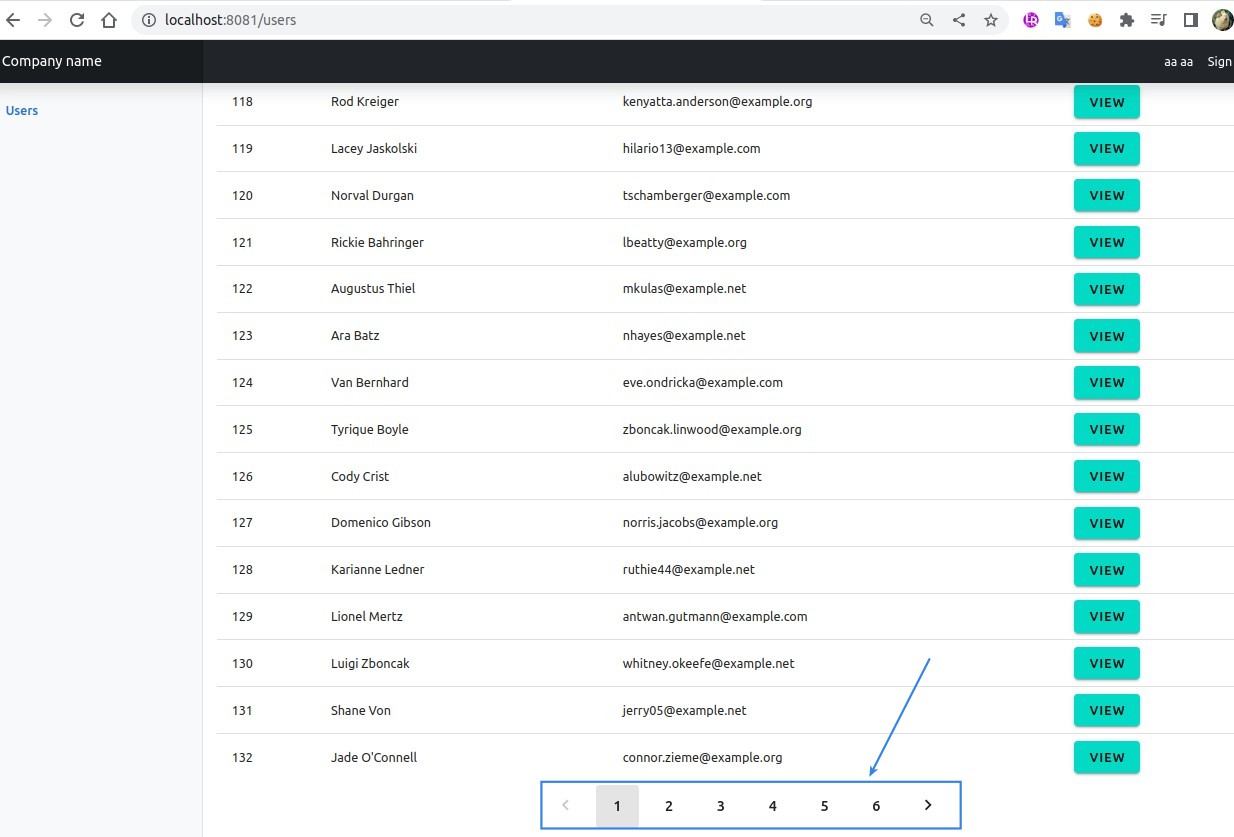 localhost:8081/users
Company name aa aa Sign
Users
118 Rod Kreiger kenyatta.anderson@example.org VIEW
119 Lacey Jaskolski hilario13@example.com VIEW
120 Norval Durgan tschamberger@example.com VIEW
121 Rickie Bahringer lbeatty@example.org VIEW
122 Augustus Thiel mkulas@example.net VIEW
123 Ara Batz nhayes@example.net VIEW
124 Van Bernhard eve.ondricka@example.com VIEW
125 Tyrique Boyle zboncak.linwood@example.org VIEW
126 Cody Crist alubowitz@example.net VIEW
127 Domenico Gibson norris.jacobs@example.org VIEW
128 Karianne Ledner ruthie44@example.net VIEW
129 Lionel Mertz antwan.gutmann@example.com VIEW
130 Luigi Zboncak whitney.okeefe@example.net VIEW
131 Shane Von jerry05@example.net VIEW
132 Jade O'Connell connor.zieme@example.org VIEW
1 2 3 4 5 6